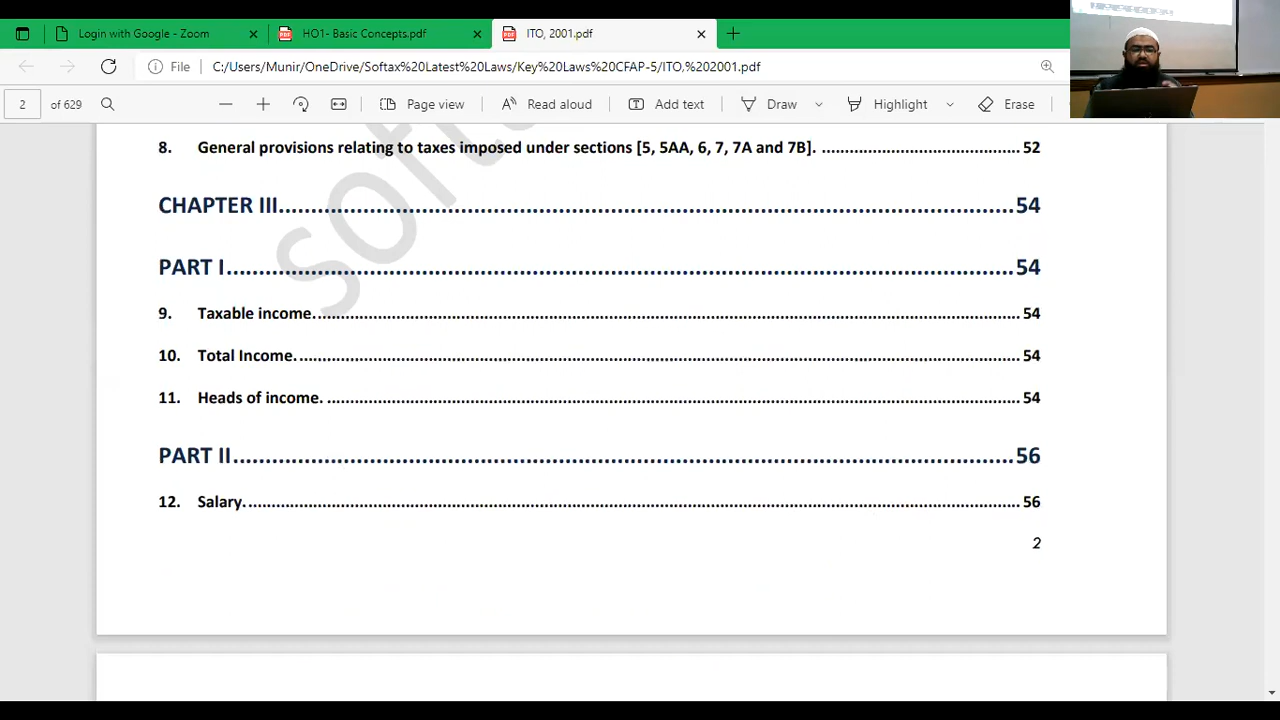 Login with Google - Zoom
HO1- Basic Concepts.pdf
ITO, 2001.pdf
File
C:/Users/Munir/OneDrive/Softax%20Label%20Laws/Key%20Laws%20CFAP-5/ITO,%202001.pdf
2 of 629
Page view
Read aloud
Add text
Draw
Highlight
Erase
softa
8. General provisions relating to taxes imposed under sections [5, 5AA, 6, 7, 7A and 7B]. 52
CHAPTER III 54
PART I 54
9. Taxable income. 54
10. Total Income. 54
11. Heads of income. 54
PART II 56
12. Salary. 56
2